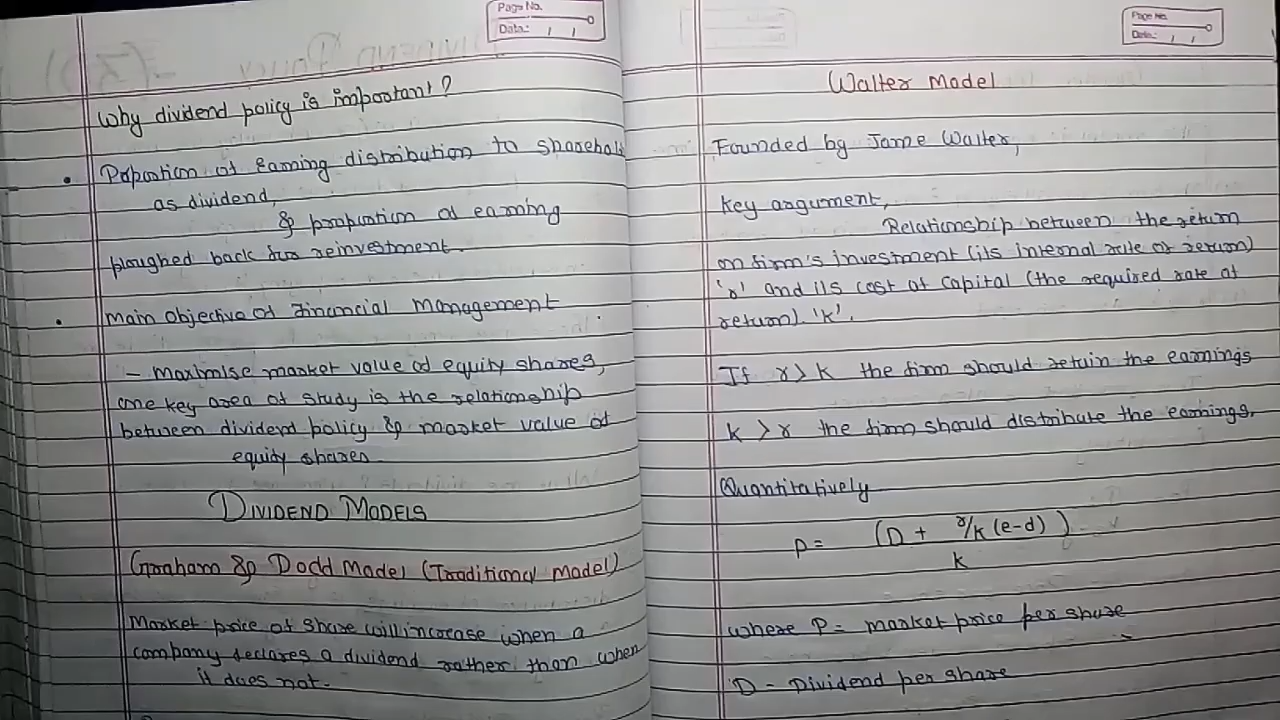 Page No.
Date: / /
Why dividend policy is important?
• Proportion of Earning distribution to sharehol
as dividend,
& proportion of earning
ploughed back for reinvestment.
• Main objective of Financial Management
- Maximise market value of equity shares,
one key area of study is the relationship
between dividend policy & market value of
equity shares
DIVIDEND MODELS
Graham & Dodd Model (Traditional Model)
Market price of share will increase when a
company declares a dividend rather than when
it does not.
Page No.
Date: / /
Walter Model
Founded by Jame Walter,
Key argument,
Relationship between the return
on firm's investment (its internal rate of return)
'r' and its cost of capital (the required rate of
return) 'K'.
If r > K the firm should retain the earnings
K > r the firm should distribute the earnings.
Quantitatively
P = (D + r/K (e-d))
K
where P = market price per share
D - Dividend per share